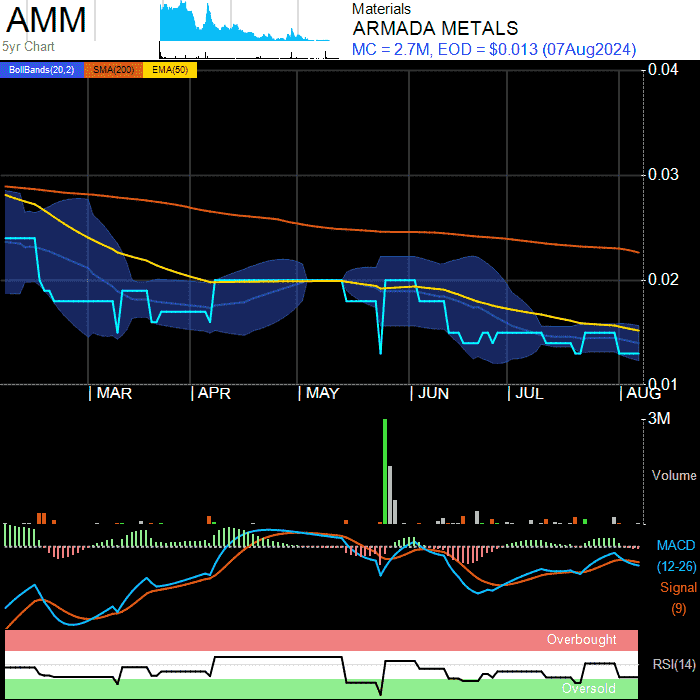 AMM
5yr Chart
Materials
ARMADA METALS
MC = 2.7M, EOD = $0.013 (07Aug2024)
BollBands(20,2) SMA(200) EMA(50)
0.04
0.03
0.02
0.01
MAR APR MAY JUN JUL AUG
3M
Volume
MACD
(12-26)
Signal
(9)
Overbought
RSI(14)
Oversold